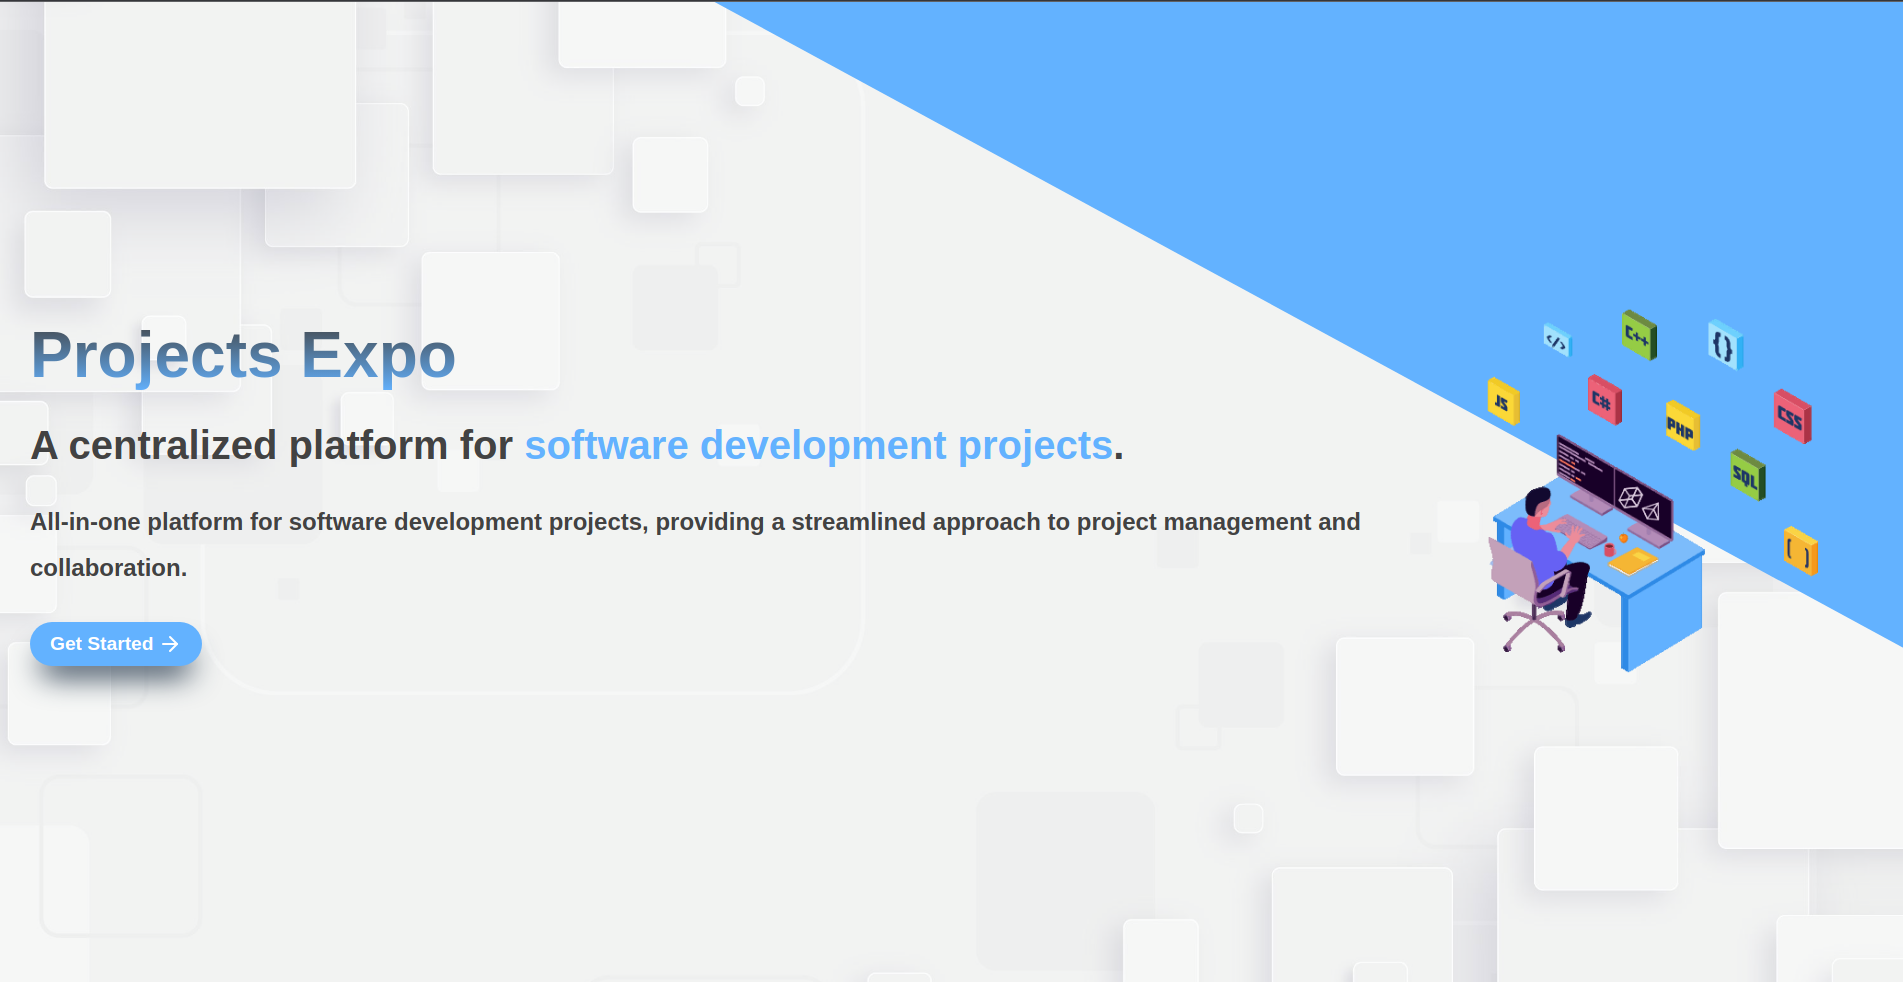 Projects Expo
A centralized platform for software development projects.
All-in-one platform for software development projects, providing a streamlined approach to project management and
collaboration.
Get Started →
</>
C++
{}
JS
C#
PHP
CSS
SQL
[ ]